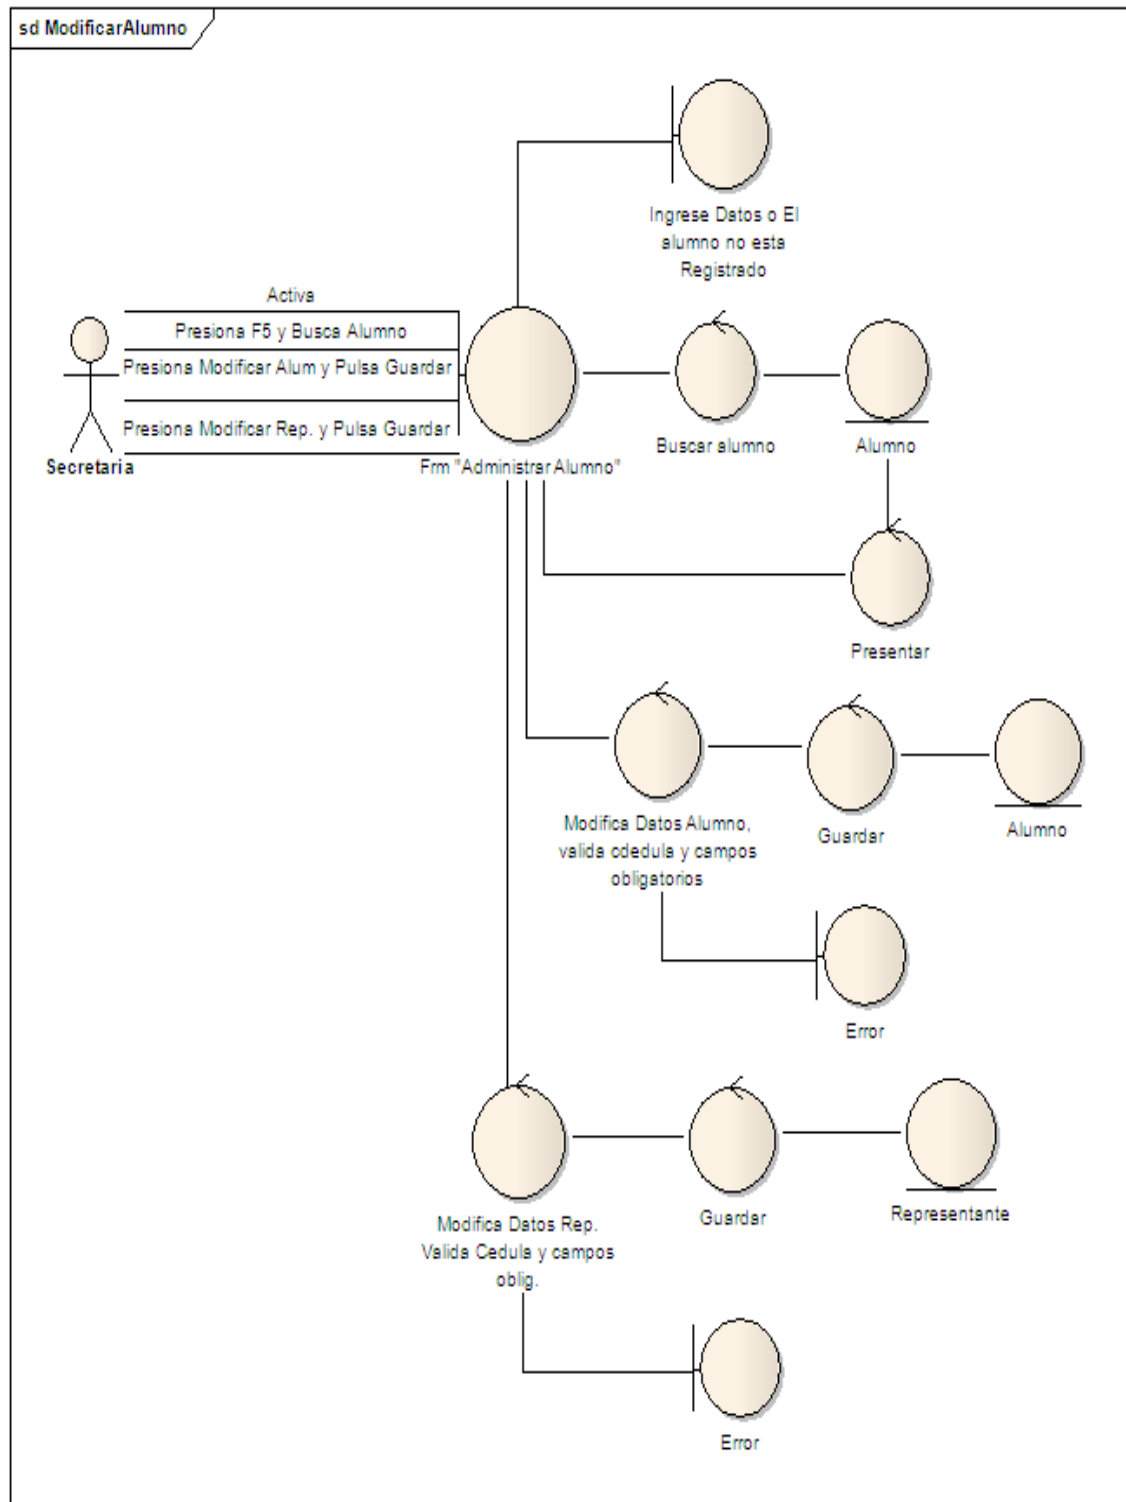 sd ModificarAlumno
Ingrese Datos o El
alumno no esta
Registrado
Activa
Presiona F5 y Busca Alumno
Presiona Modificar Alum y Pulsa Guardar
Presiona Modificar Rep. y Pulsa Guardar
Secretaria
Frm "Administrar Alumno"
Buscar alumno
Alumno
Presentar
Modifica Datos Alumno,
valida cdedula y campos
obligatorios
Guardar
Alumno
Error
Modifica Datos Rep.
Valida Cedula y campos
oblig.
Guardar
Representante
Error